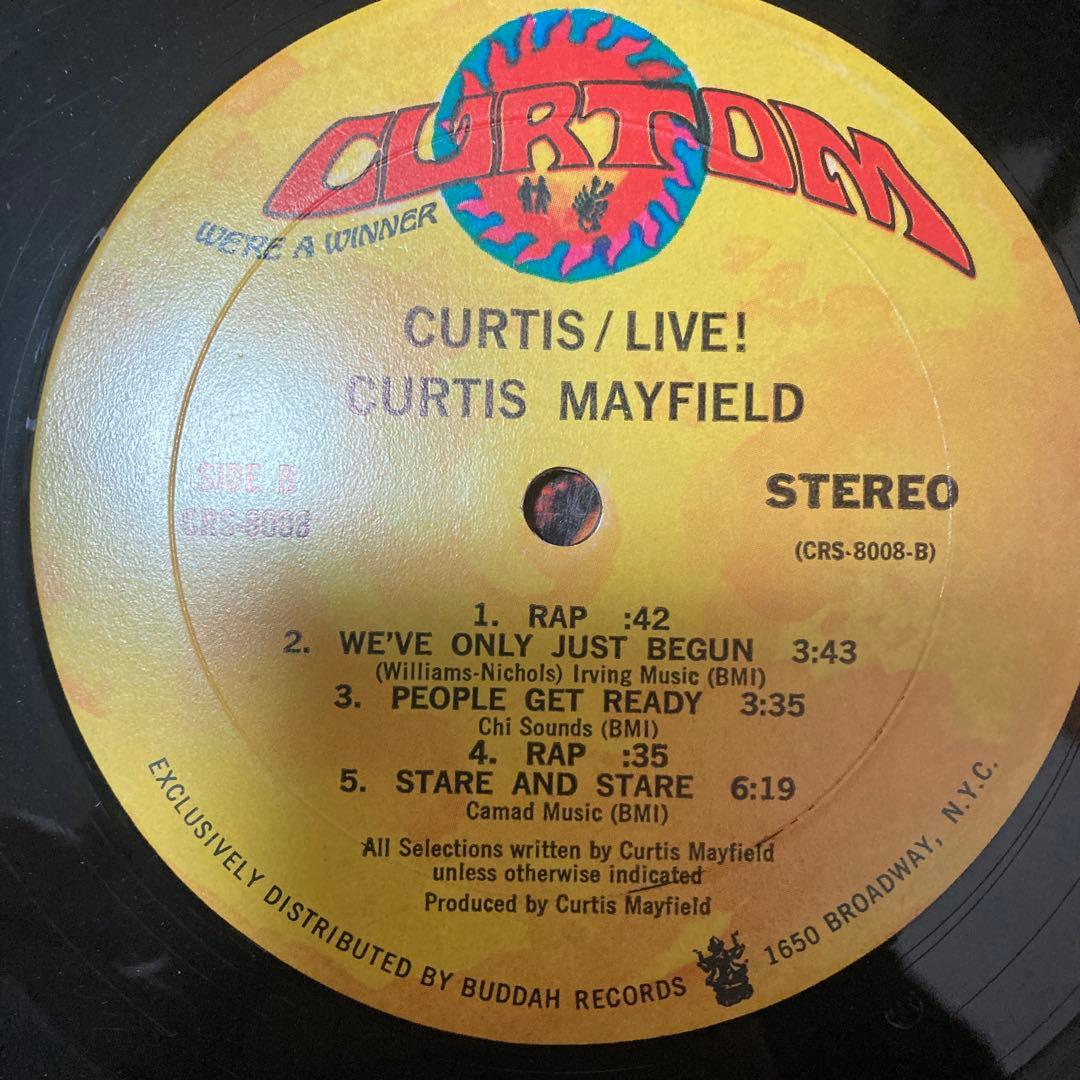 CURTOM
WE'RE A WINNER
CURTIS / LIVE!
CURTIS MAYFIELD
SIDE B
CRS-8008
STEREO
(CRS-8008-B)
1. RAP :42
2. WE'VE ONLY JUST BEGUN 3:43
(Williams-Nichols) Irving Music (BMI)
3. PEOPLE GET READY 3:35
Chi Sounds (BMI)
4. RAP :35
5. STARE AND STARE 6:19
Camad Music (BMI)
All Selections written by Curtis Mayfield
unless otherwise indicated
Produced by Curtis Mayfield
EXCLUSIVELY DISTRIBUTED BY BUDDAH RECORDS 1650 BROADWAY, N.Y.C.